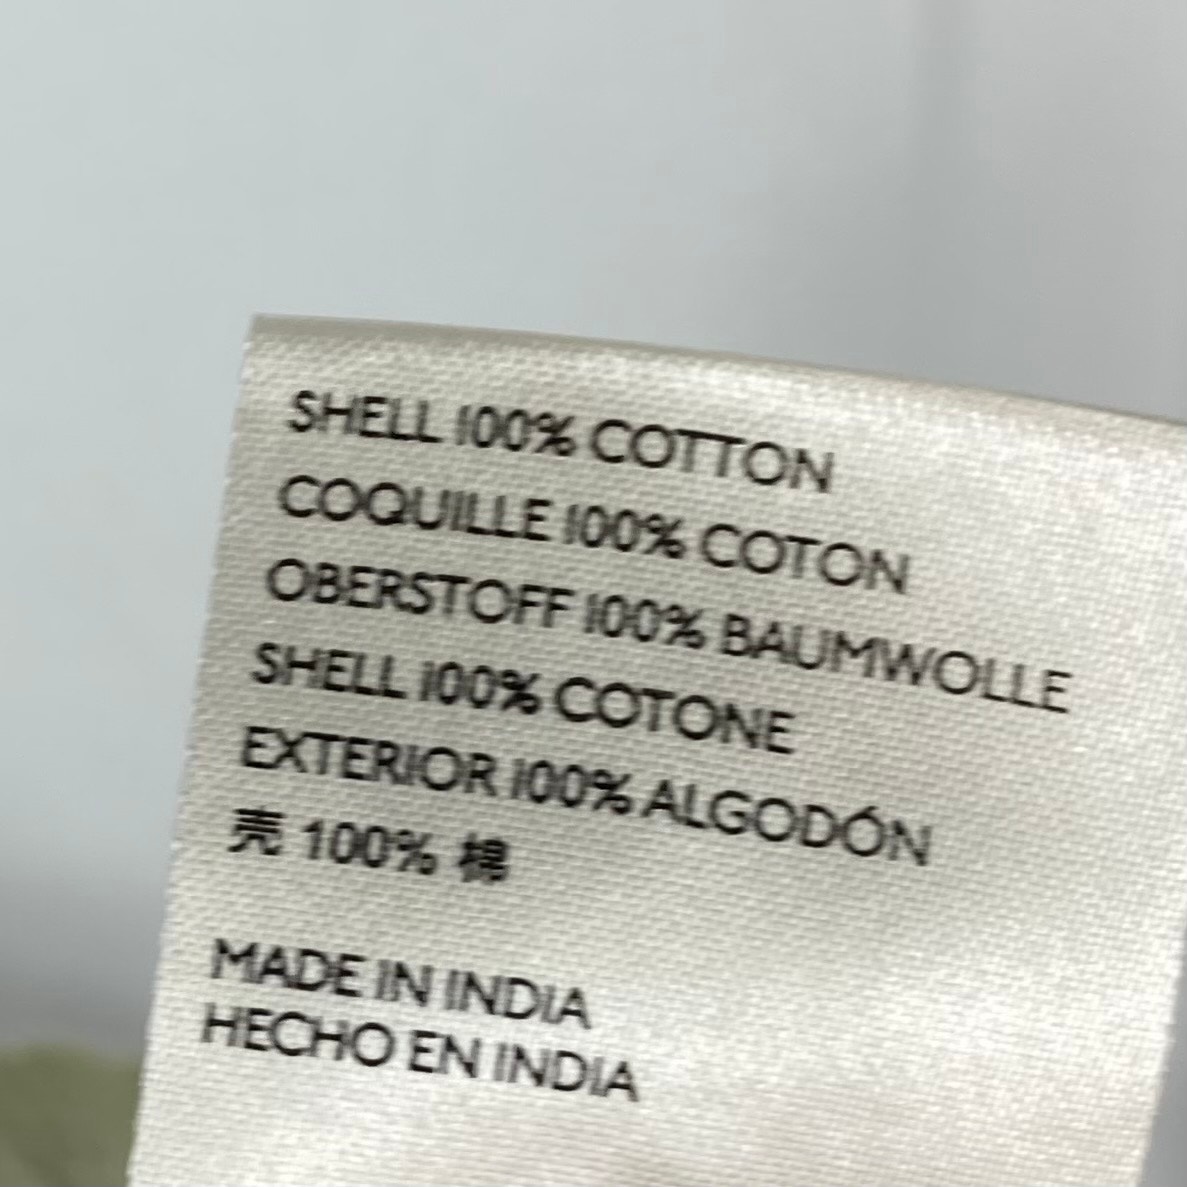 SHELL 100% COTTON
COQUILLE 100% COTON
OBERSTOFF 100% BAUMWOLLE
SHELL 100% COTONE
EXTERIOR 100% ALGODÓN
壳 100% 棉
MADE IN INDIA
HECHO EN INDIA